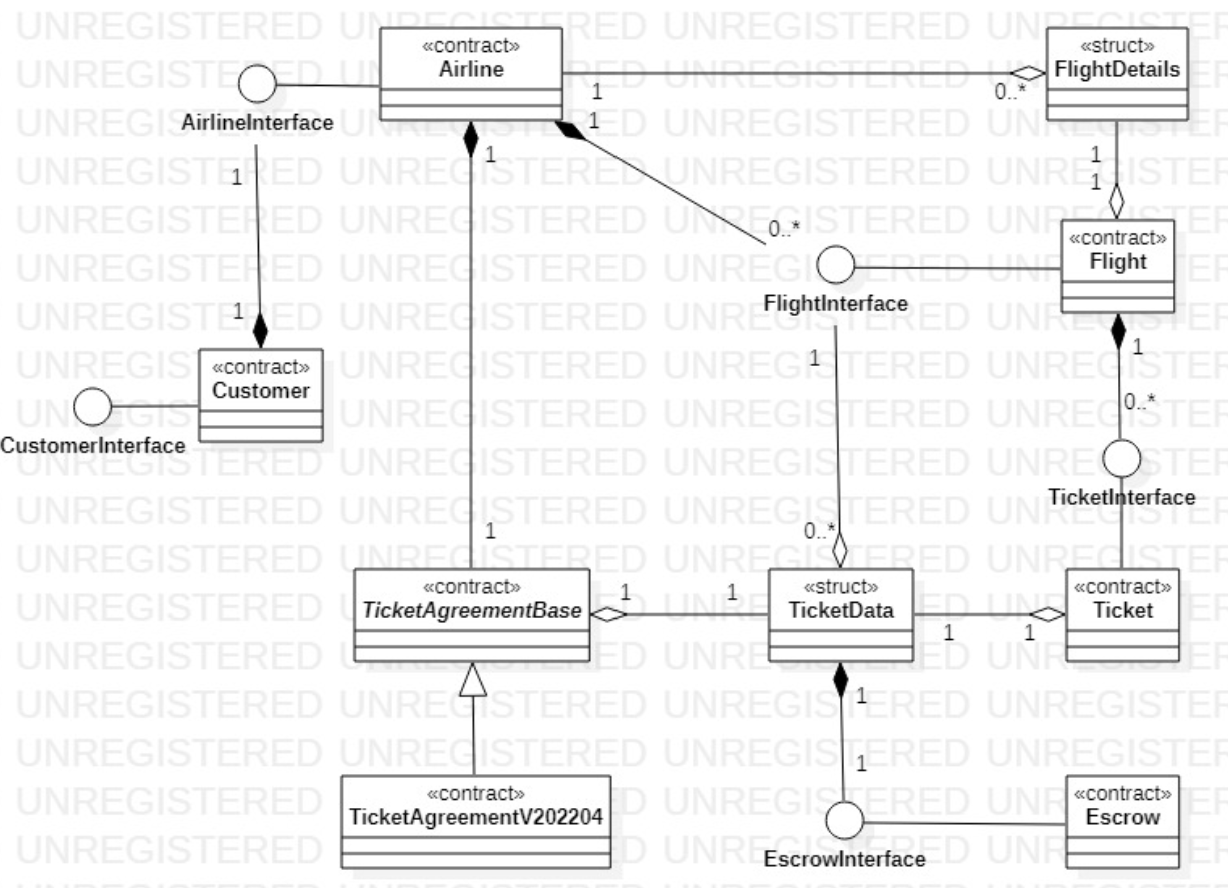 UNREGISTERED
«contract»
Airline
«struct»
FlightDetails
1
0..*
AirlineInterface
1
1
1
1
1
0..*
«contract»
Flight
FlightInterface
1
1
1
0..*
«contract»
Customer
CustomerInterface
TicketInterface
1
0..*
«contract»
TicketAgreementBase
1
1
«struct»
TicketData
1
1
«contract»
Ticket
1
1
«contract»
TicketAgreementV202204
EscrowInterface
«contract»
Escrow